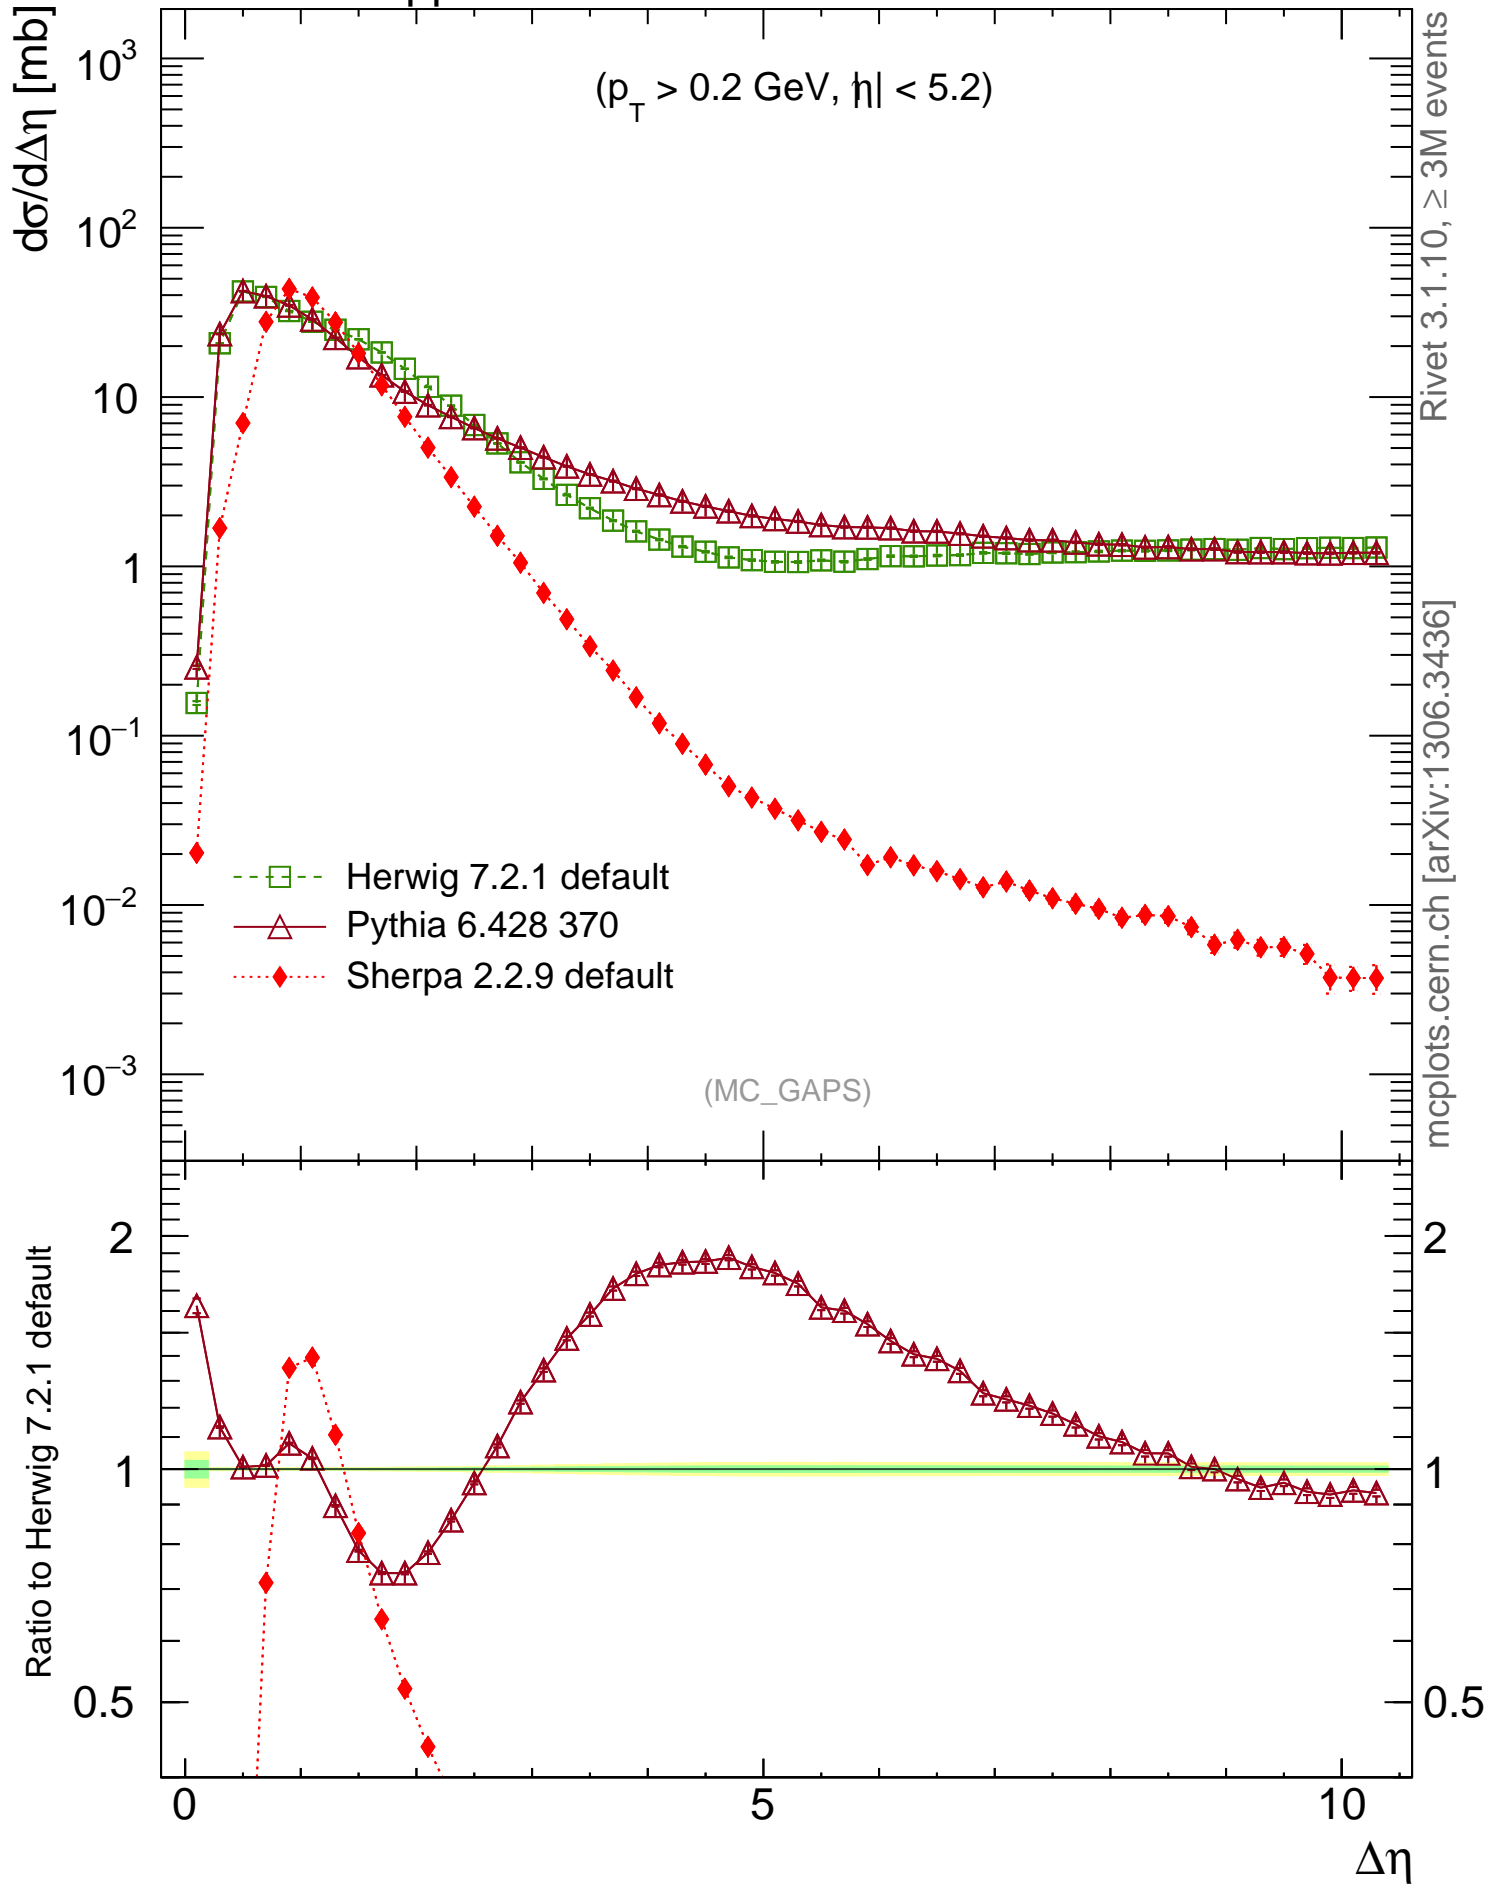 dσ/dΔη [mb]
(p_T > 0.2 GeV, |η| < 5.2)
10³
10²
10
1
10⁻¹
10⁻²
10⁻³
Herwig 7.2.1 default
Pythia 6.428 370
Sherpa 2.2.9 default
(MC_GAPS)
Rivet 3.1.10, ≥ 3M events
mcplots.cern.ch [arXiv:1306.3436]
Ratio to Herwig 7.2.1 default
2
1
0.5
2
1
0.5
0
5
10
Δη